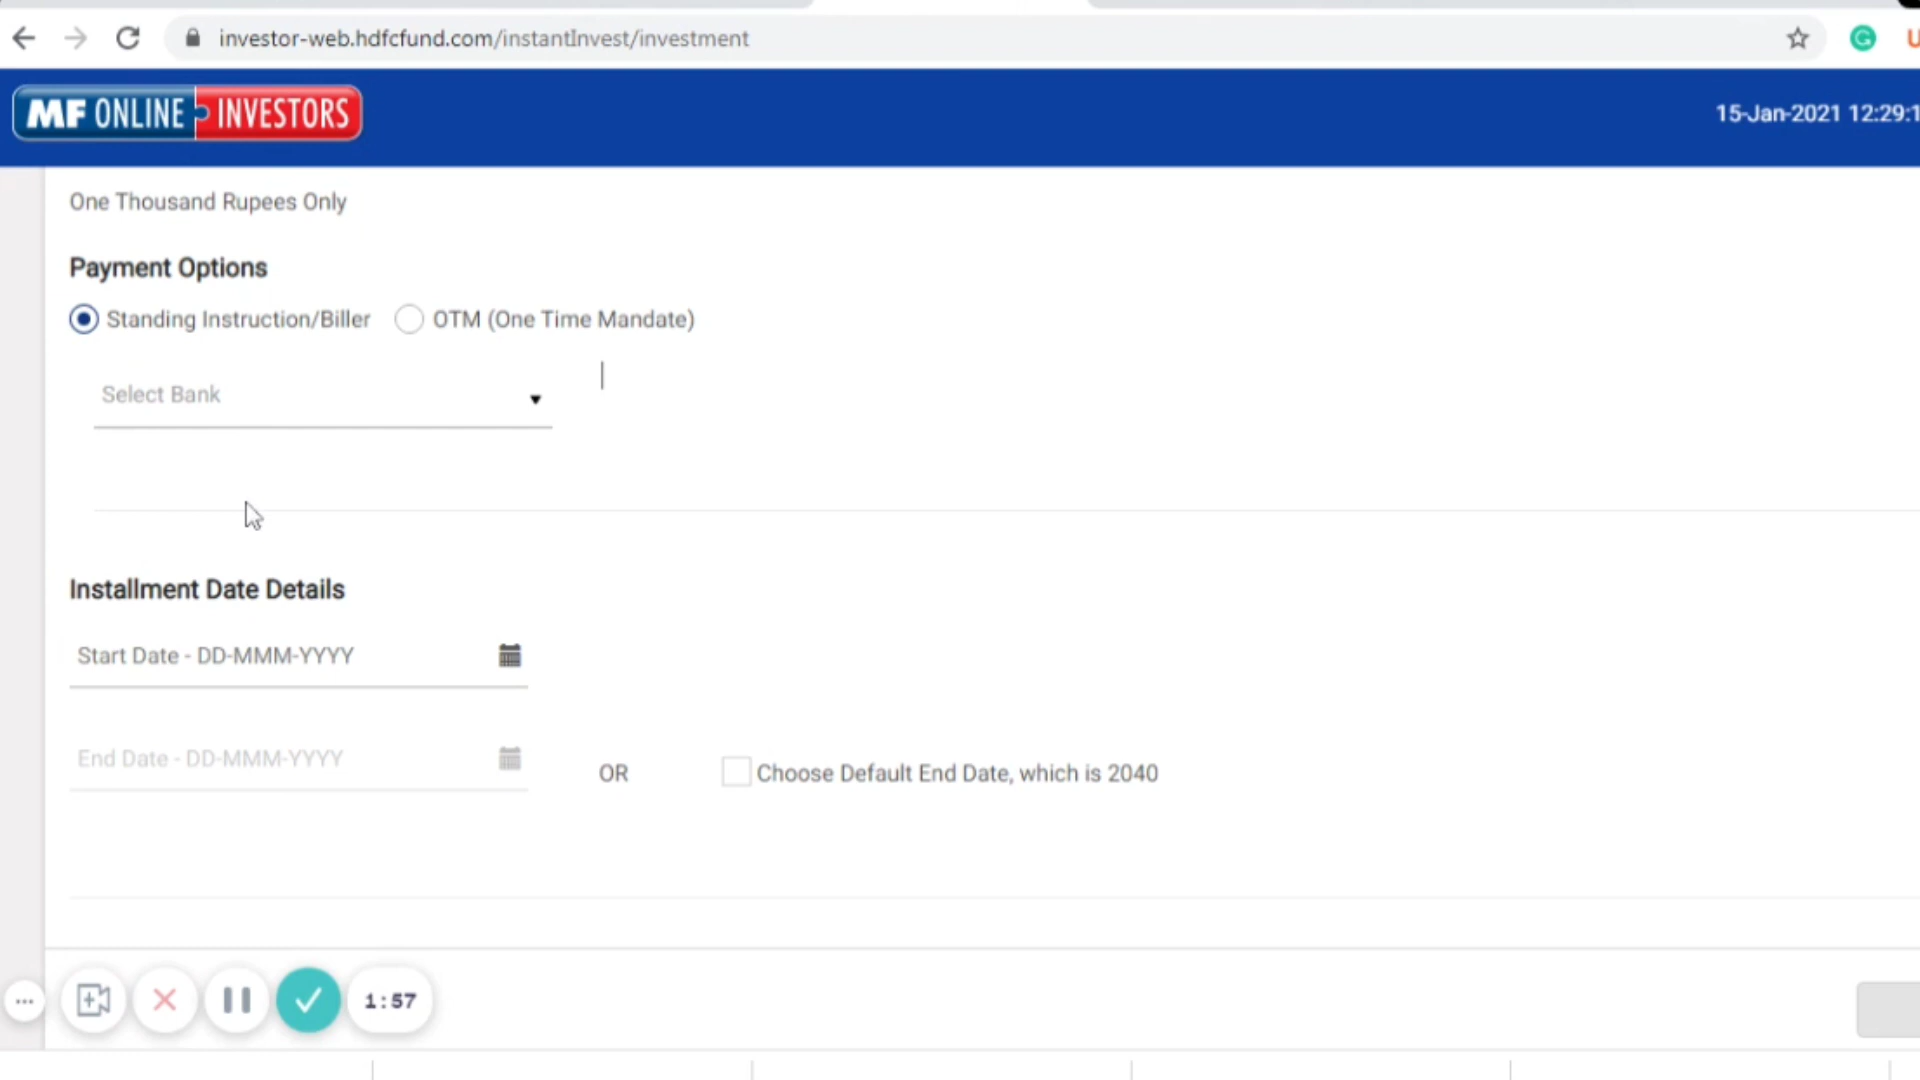 investor-web.hdfcfund.com/instantInvest/investment
MF ONLINE INVESTORS
15-Jan-2021 12:29:1
One Thousand Rupees Only
Payment Options
Standing Instruction/Biller OTM (One Time Mandate)
Select Bank
Installment Date Details
Start Date - DD-MMM-YYYY
End Date - DD-MMM-YYYY
OR Choose Default End Date, which is 2040
1:57